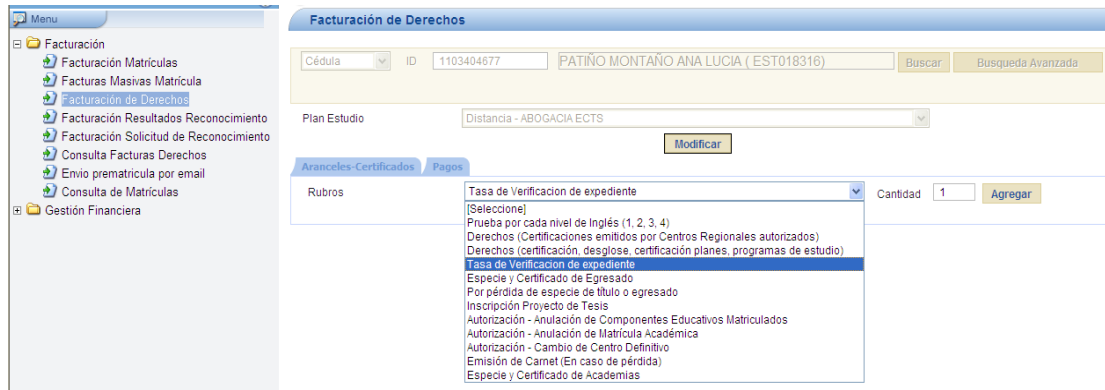 Menu
Facturación
Facturación Matrículas
Facturas Masivas Matrícula
Facturación de Derechos
Facturación Resultados Reconocimiento
Facturación Solicitud de Reconocimiento
Consulta Facturas Derechos
Envio prematricula por email
Consulta de Matrículas
Gestión Financiera
Facturación de Derechos
Cédula ID 1103404677 PATIÑO MONTAÑO ANA LUCIA ( EST018316) Buscar Busqueda Avanzada
Plan Estudio Distancia - ABOGACIA ECTS
Modificar
Aranceles-Certificados Pagos
Rubros Tasa de Verificacion de expediente Cantidad 1 Agregar
[Seleccione]
Prueba por cada nivel de Inglés (1, 2, 3, 4)
Derechos (Certificaciones emitidos por Centros Regionales autorizados)
Derechos (certificación, desglose, certificación planes, programas de estudio)
Tasa de Verificacion de expediente
Especie y Certificado de Egresado
Por pérdida de especie de título o egresado
Inscripción Proyecto de Tesis
Autorización - Anulación de Componentes Educativos Matriculados
Autorización - Anulación de Matrícula Académica
Autorización - Cambio de Centro Definitivo
Emisión de Carnet (En caso de pérdida)
Especie y Certificado de Academias